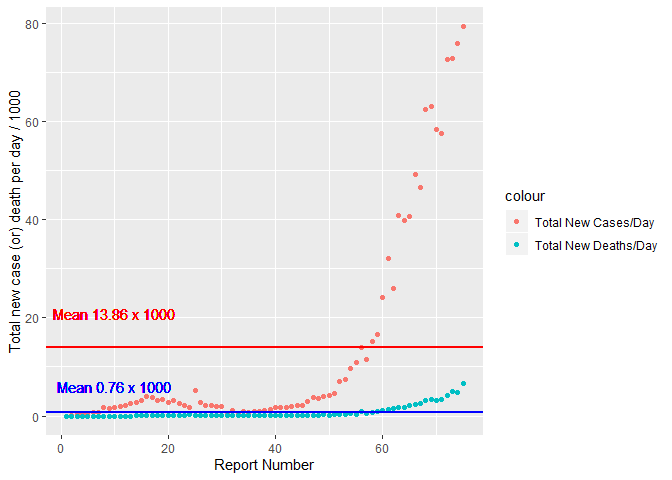 80
60
40
20
0
Total new case (or) death per day / 1000
Mean 13.86 x 1000
Mean 0.76 x 1000
0
20
40
60
Report Number
colour
Total New Cases/Day
Total New Deaths/Day